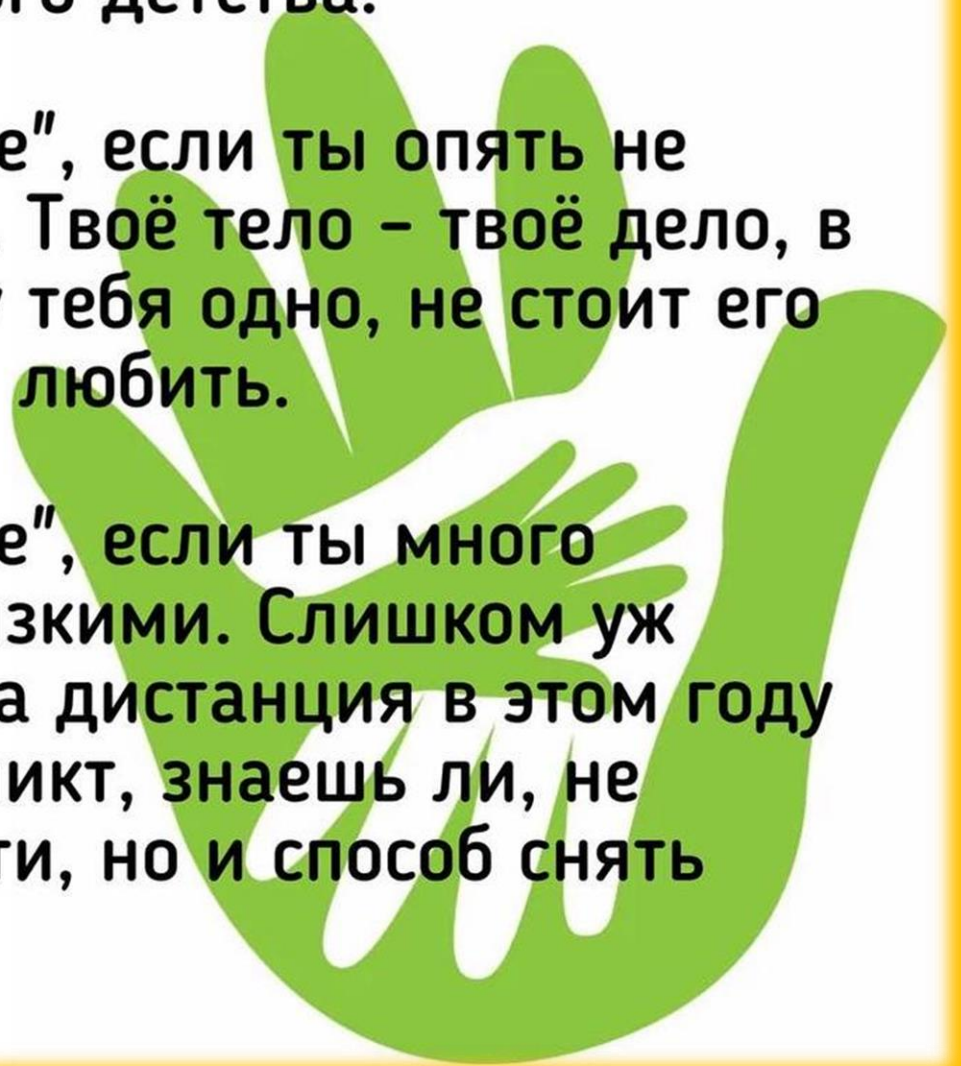 детства.
е", если ты опять не
Твоё тело – твоё дело, в
тебя одно, не стоит его
любить.
е", если ты много
зкими. Слишком уж
а дистанция в этом году
икт, знаешь ли, не
ти, но и способ снять